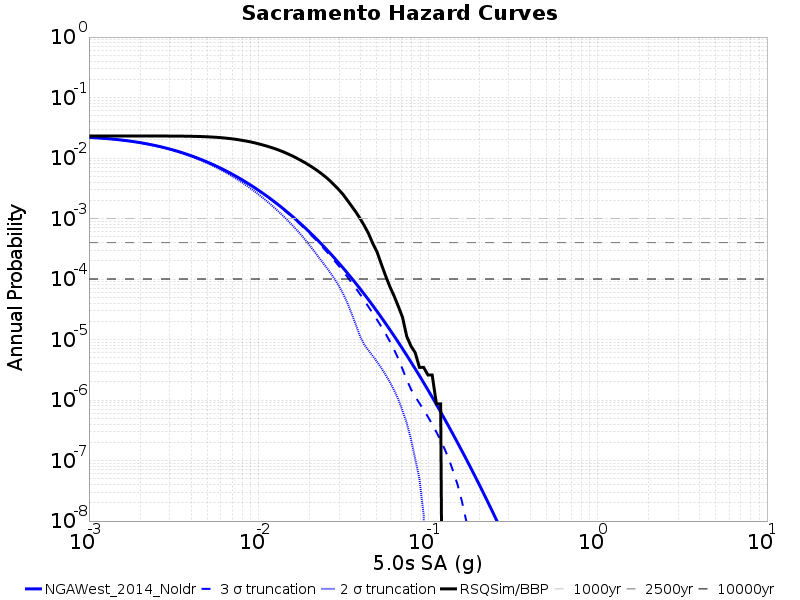 Sacramento Hazard Curves
10^0
10^-1
10^-2
10^-3
10^-4
10^-5
10^-6
10^-7
10^-8
Annual Probability
10^-3 10^-2 10^-1 10^0 10^1
5.0s SA (g)
NGAWest_2014_NoIdr 3 σ truncation 2 σ truncation RSQSim/BBP 1000yr 2500yr 10000yr